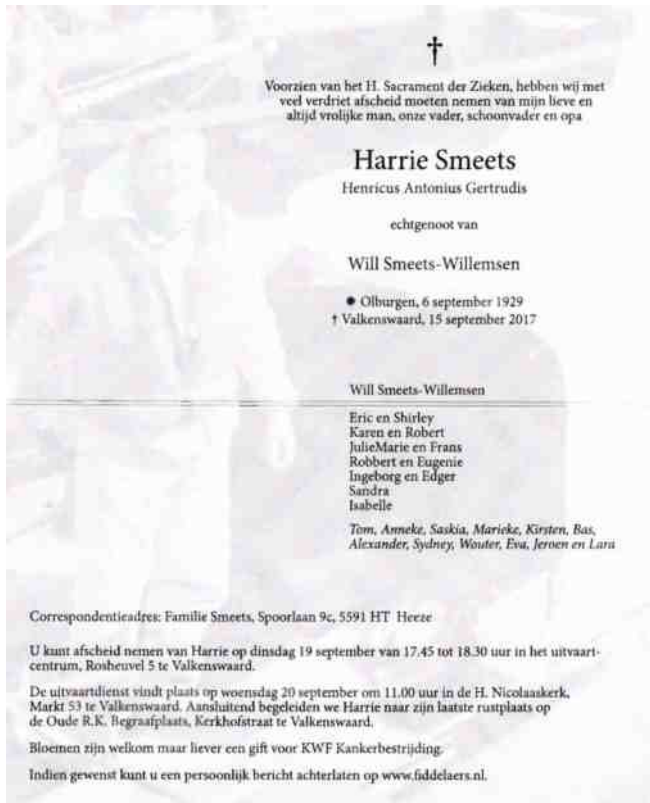 Voorzien van het H. Sacrament der Zieken, hebben wij met
veel verdriet afscheid moeten nemen van mijn lieve en
altijd vrolijke man, onze vader, schoonvader en opa
Harrie Smeets
Henricus Antonius Gertrudis
echtgenoot van
Will Smeets-Willemsen
● Olburgen, 6 september 1929
† Valkenswaard, 15 september 2017
Will Smeets-Willemsen
Eric en Shirley
Karen en Robert
JulieMarie en Frans
Robbert en Eugenie
Ingeborg en Edger
Sandra
Isabelle
Tom, Anneke, Saskia, Marieke, Kirsten, Bas,
Alexander, Sydney, Wouter, Eva, Jeroen en Lara
Correspondentieadres: Familie Smeets, Spoorlaan 9c, 5591 HT Heeze
U kunt afscheid nemen van Harrie op dinsdag 19 september van 17.45 tot 18.30 uur in het uitvaart-
centrum, Rosheuvel 5 te Valkenswaard.
De uitvaartdienst vindt plaats op woensdag 20 september om 11.00 uur in de H. Nicolaaskerk,
Markt 53 te Valkenswaard. Aansluitend begeleiden we Harrie naar zijn laatste rustplaats op
de Oude R.K. Begraafplaats, Kerkhofstraat te Valkenswaard.
Bloemen zijn welkom maar liever een gift voor KWF Kankerbestrijding.
Indien gewenst kunt u een persoonlijk bericht achterlaten op www.fiddelaers.nl.